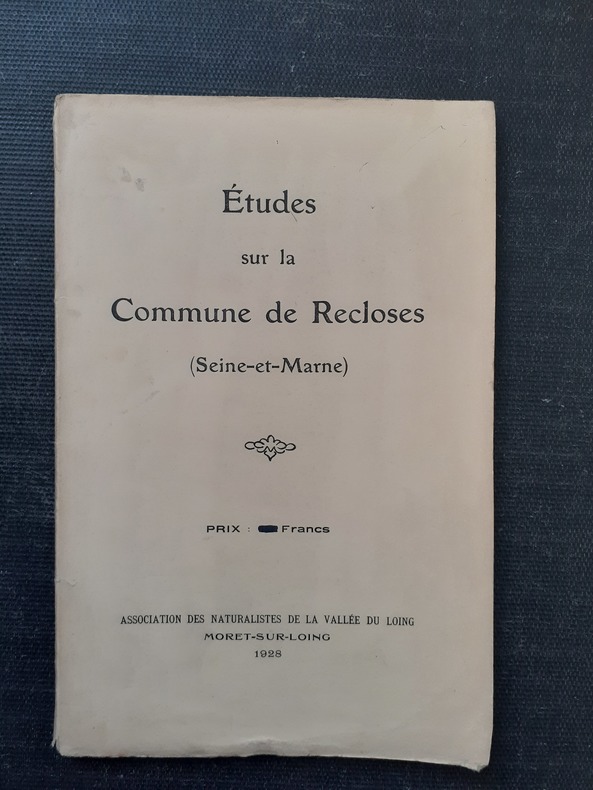 Études
sur la
Commune de Recloses
(Seine-et-Marne)
PRIX : Francs
ASSOCIATION DES NATURALISTES DE LA VALLÉE DU LOING
MORET-SUR-LOING
1928